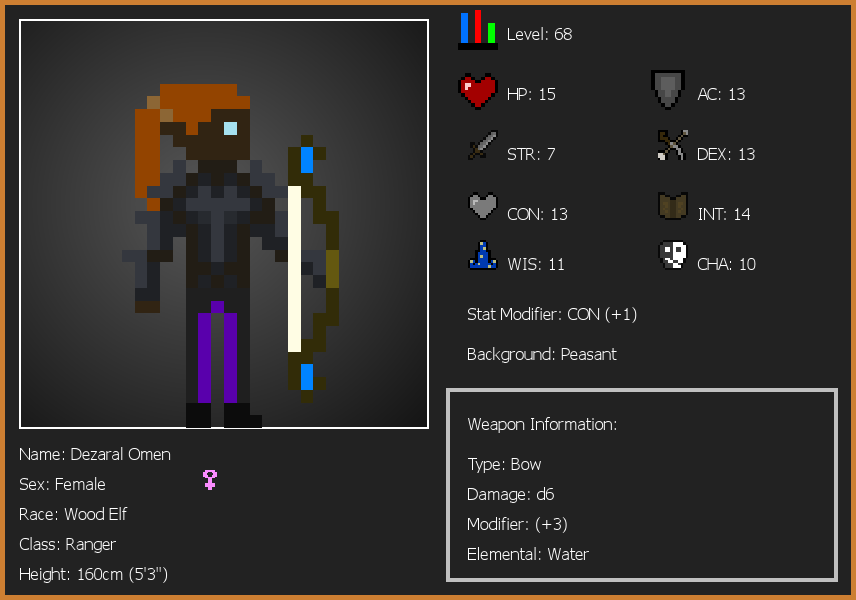 Level: 68
HP: 15
AC: 13
STR: 7
DEX: 13
CON: 13
INT: 14
WIS: 11
CHA: 10
Stat Modifier: CON (+1)
Background: Peasant
Weapon Information:
Type: Bow
Damage: d6
Modifier: (+3)
Elemental: Water
Name: Dezaral Omen
Sex: Female
Race: Wood Elf
Class: Ranger
Height: 160cm (5'3")